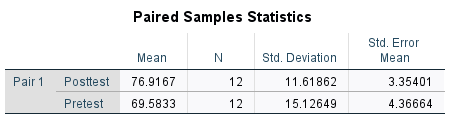 Paired Samples Statistics
Mean N Std. Deviation Std. Error Mean
Pair 1 Posttest 76.9167 12 11.61862 3.35401
Pretest 69.5833 12 15.12649 4.36664